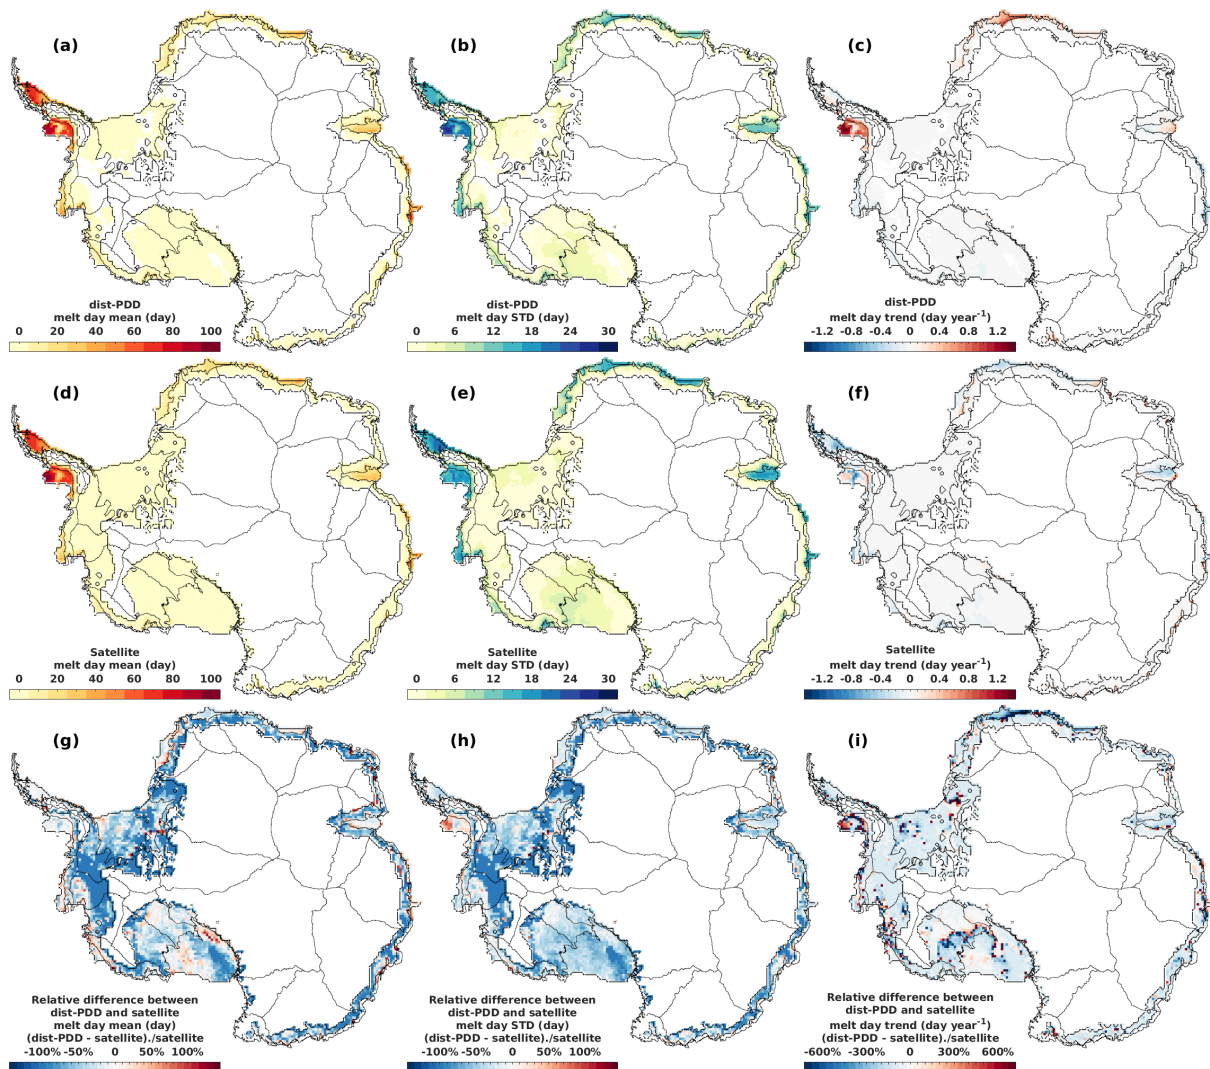 (a)
dist-PDD
melt day mean (day)
0 20 40 60 80 100
(b)
dist-PDD
melt day STD (day)
0 6 12 18 24 30
(c)
dist-PDD
melt day trend (day year⁻¹)
-1.2 -0.8 -0.4 0 0.4 0.8 1.2
(d)
Satellite
melt day mean (day)
0 20 40 60 80 100
(e)
Satellite
melt day STD (day)
0 6 12 18 24 30
(f)
Satellite
melt day trend (day year⁻¹)
-1.2 -0.8 -0.4 0 0.4 0.8 1.2
(g)
Relative difference between
dist-PDD and satellite
melt day mean (day)
(dist-PDD - satellite)./satellite
-100% -50% 0 50% 100%
(h)
Relative difference between
dist-PDD and satellite
melt day STD (day)
(dist-PDD - satellite)./satellite
-100% -50% 0 50% 100%
(i)
Relative difference between
dist-PDD and satellite
melt day trend (day year⁻¹)
(dist-PDD - satellite)./satellite
-600% -300% 0 300% 600%